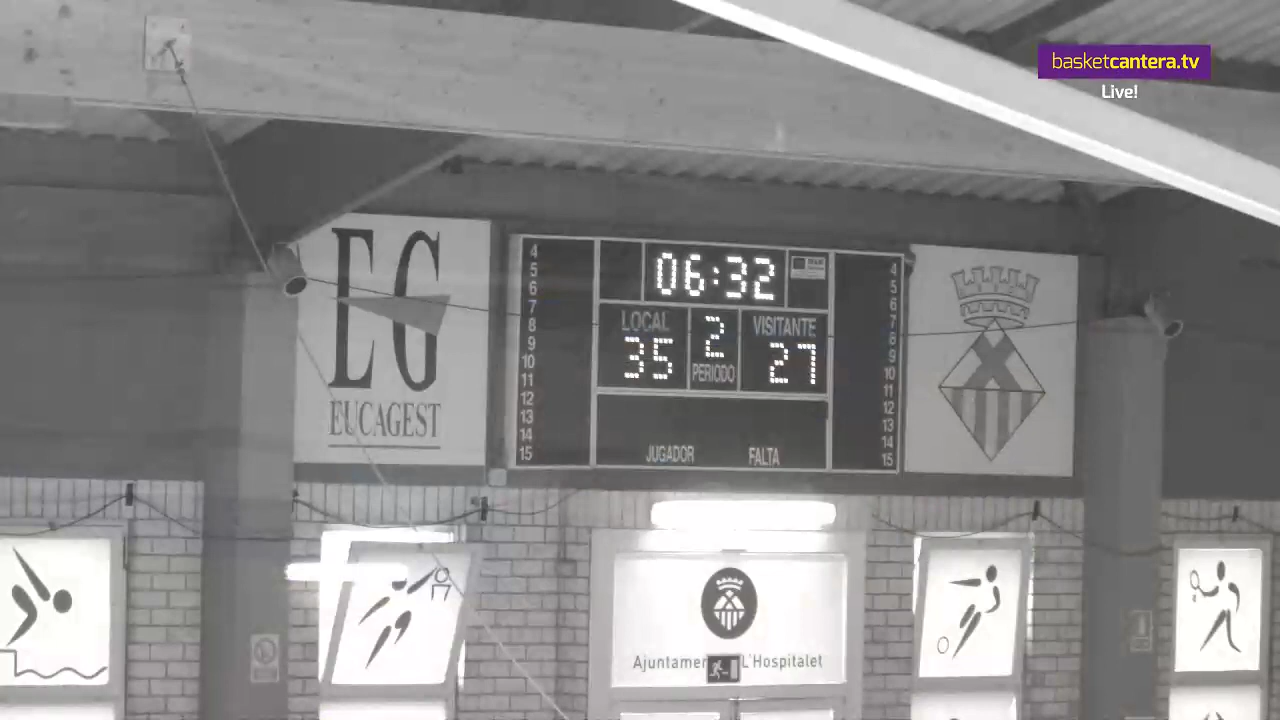 basketcantera.tv
Live!
EG
EUCAGEST
4
5
6
7
8
9
10
11
12
13
14
15
06:32
LOCAL
35
2
PERIODO
VISITANTE
27
JUGADOR
FALTA
4
5
6
7
8
9
10
11
12
13
14
15
L'Hospitalet